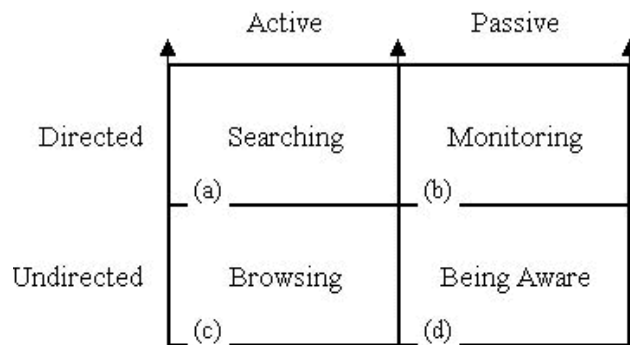 Active Passive
Directed Searching Monitoring
(a) (b)
Undirected Browsing Being Aware
(c) (d)